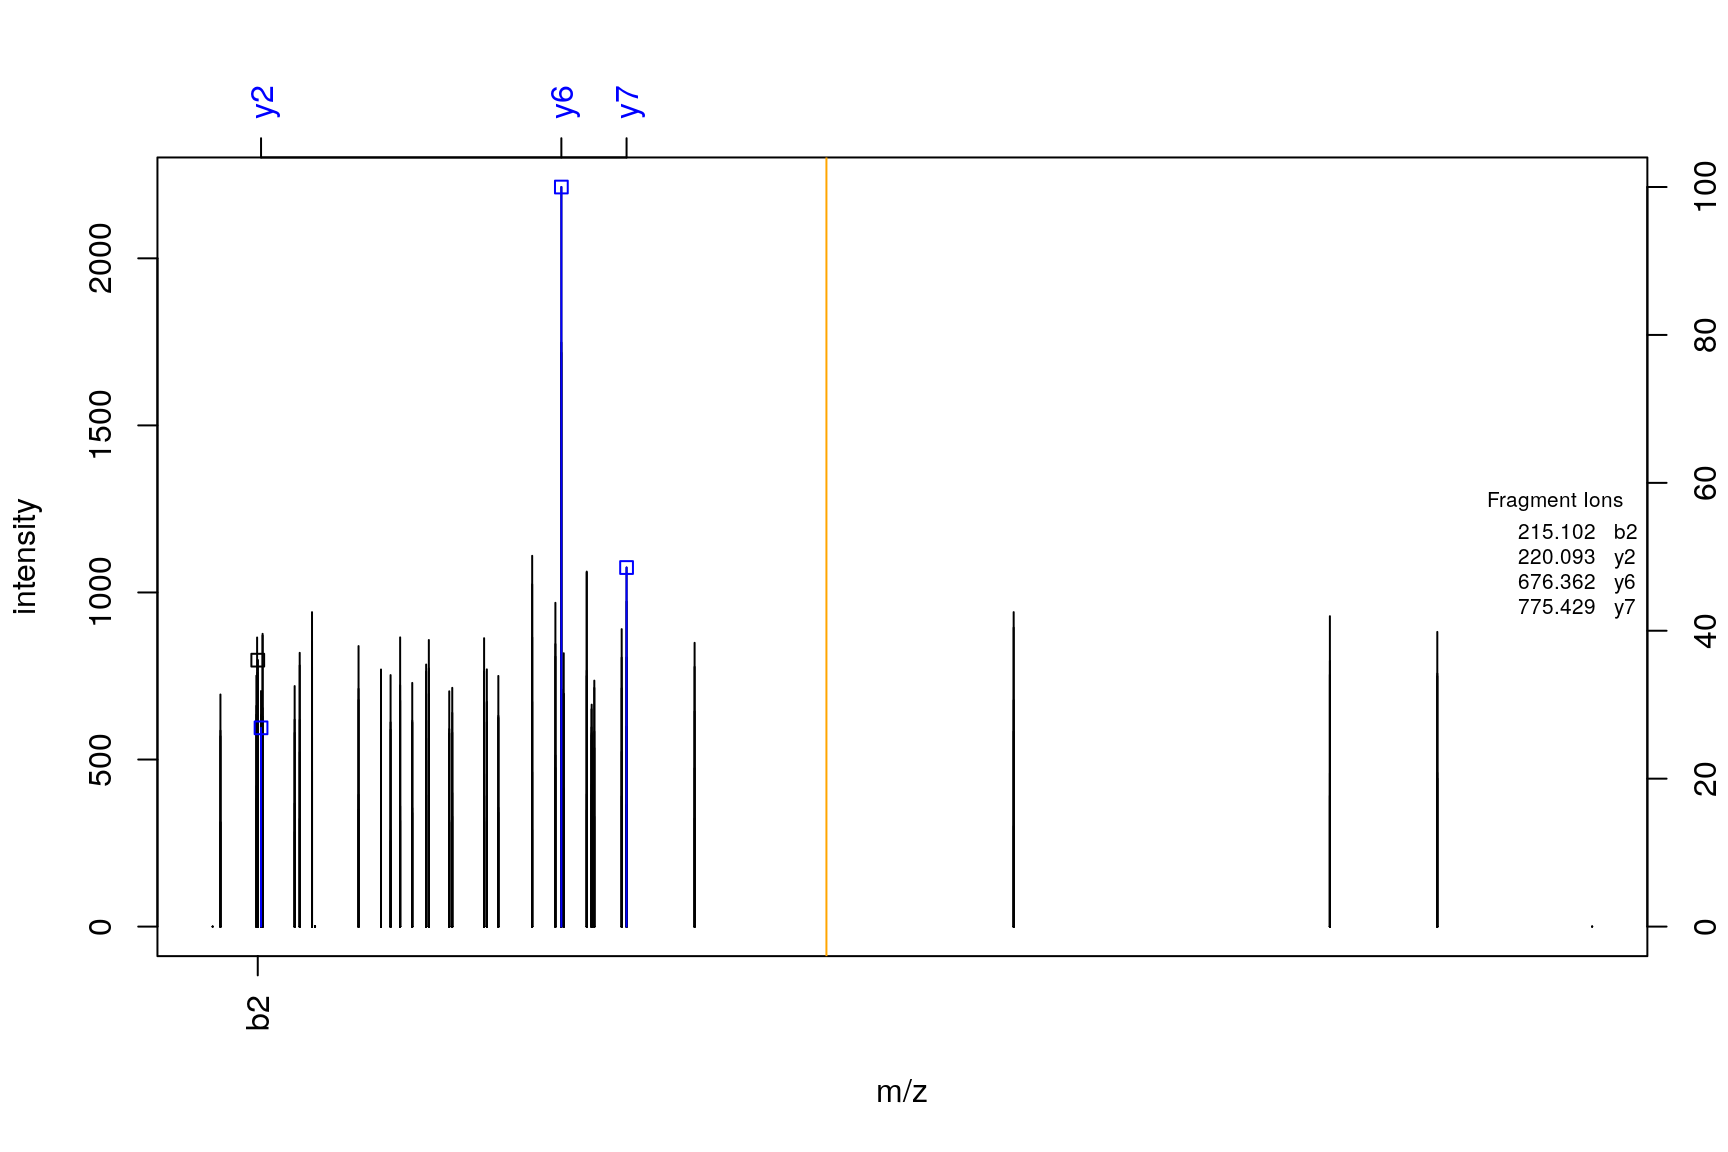 y2 y6 y7
2000
1500
1000
500
0
intensity
100
80
60
40
20
0
Fragment Ions
215.102 b2
220.093 y2
676.362 y6
775.429 y7
b2
m/z